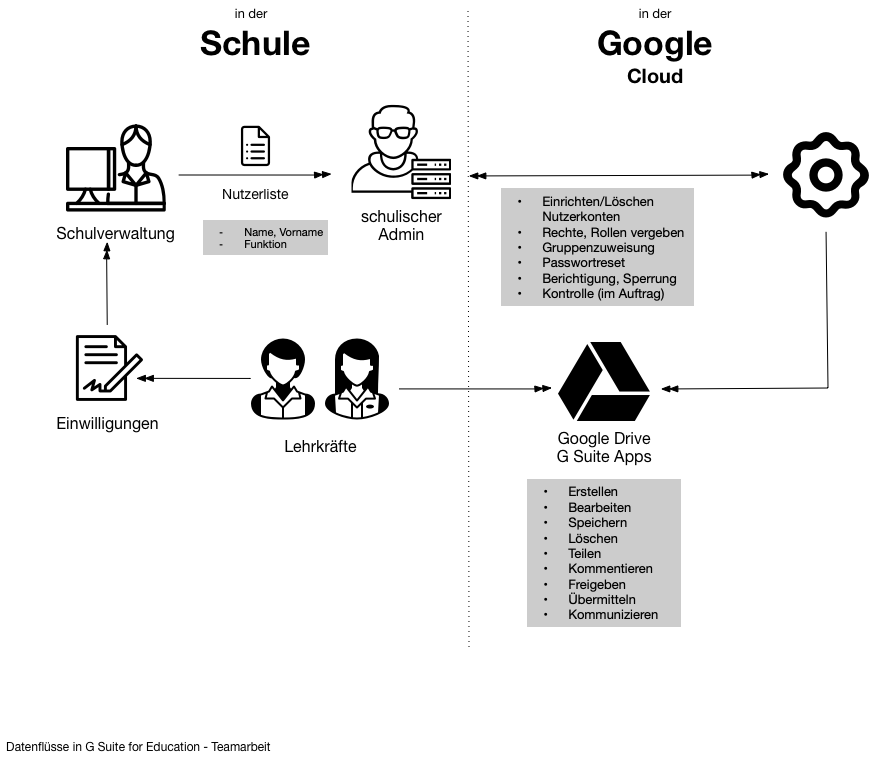 in der
Schule
in der
Google
Cloud
Nutzerliste
- Name, Vorname
- Funktion
Schulverwaltung
schulischer
Admin
• Einrichten/Löschen
Nutzerkonten
• Rechte, Rollen vergeben
• Gruppenzuweisung
• Passwortreset
• Berichtigung, Sperrung
• Kontrolle (im Auftrag)
Einwilligungen
Lehrkräfte
Google Drive
G Suite Apps
• Erstellen
• Bearbeiten
• Speichern
• Löschen
• Teilen
• Kommentieren
• Freigeben
• Übermitteln
• Kommunizieren
Datenflüsse in G Suite for Education - Teamarbeit